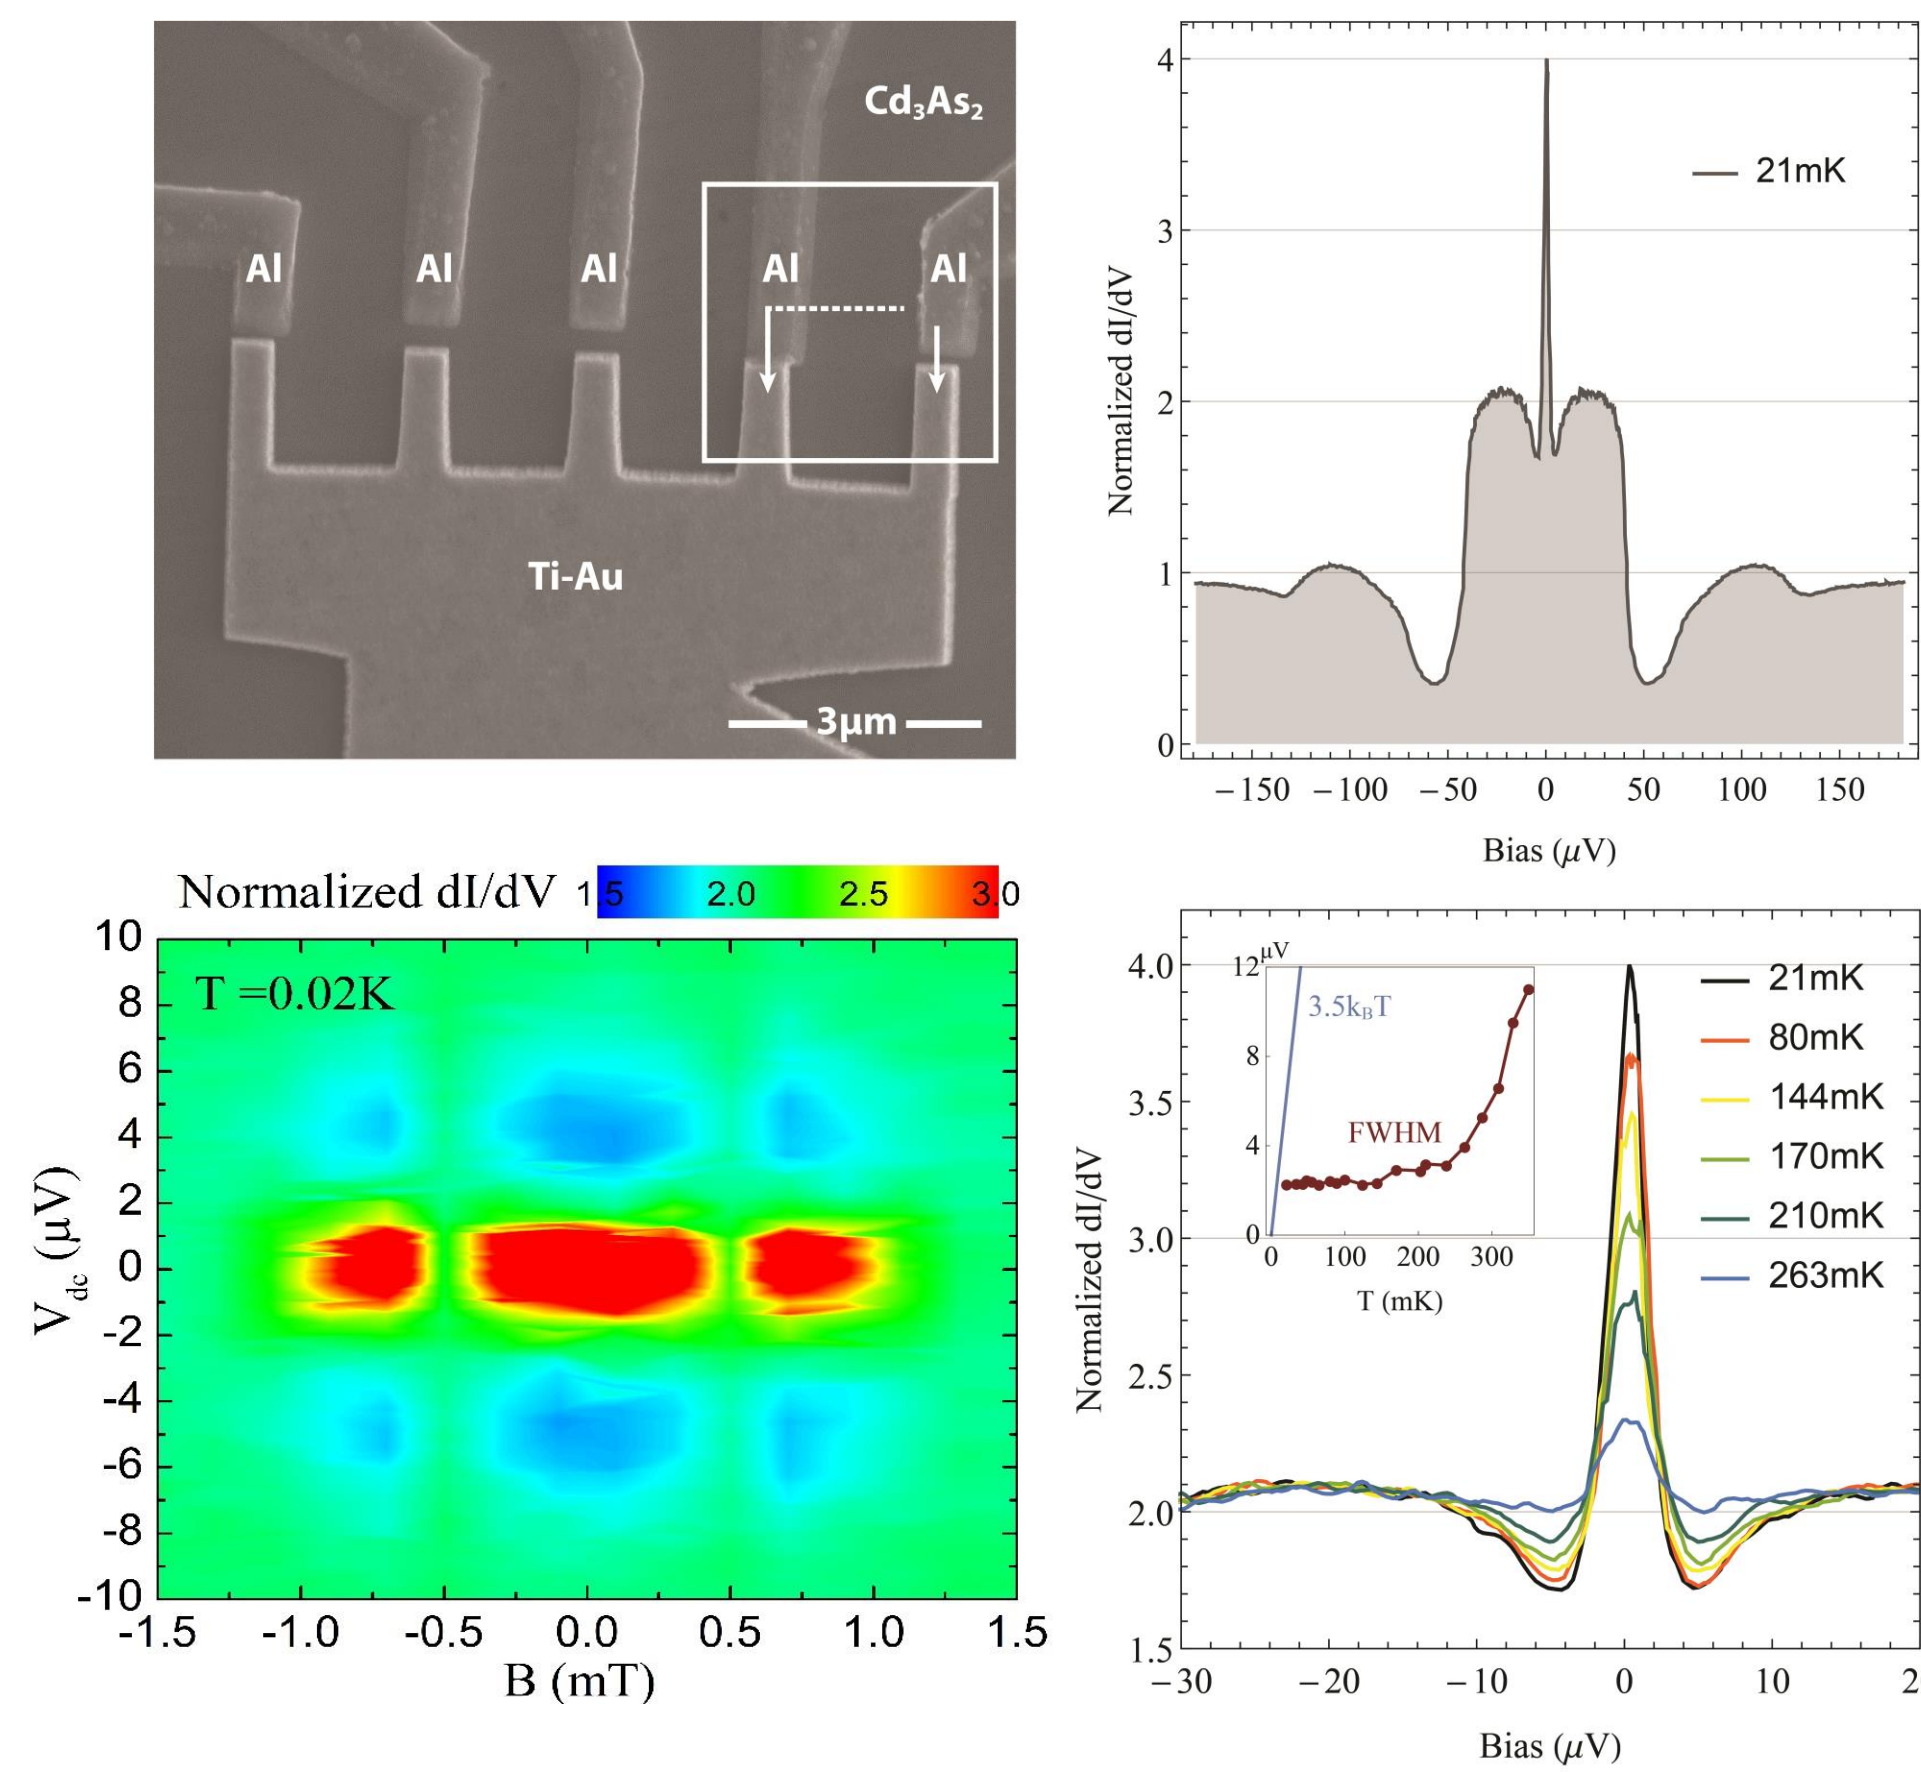 Cd₃As₂
Al Al Al Al Al
Ti-Au
3μm
4
3
2
1
0
Normalized dI/dV
21mK
−150 −100 −50 0 50 100 150
Bias (μV)
Normalized dI/dV 1.5 2.0 2.5 3.0
T =0.02K
10
8
6
4
2
0
-2
-4
-6
-8
-10
V_dc (μV)
-1.5 -1.0 -0.5 0.0 0.5 1.0 1.5
B (mT)
4.0
3.5
3.0
2.5
2.0
1.5
Normalized dI/dV
21mK
80mK
144mK
170mK
210mK
263mK
μV
12
8
4
0
3.5k_BT
FWHM
0 100 200 300
T (mK)
−30 −20 −10 0 10 2
Bias (μV)